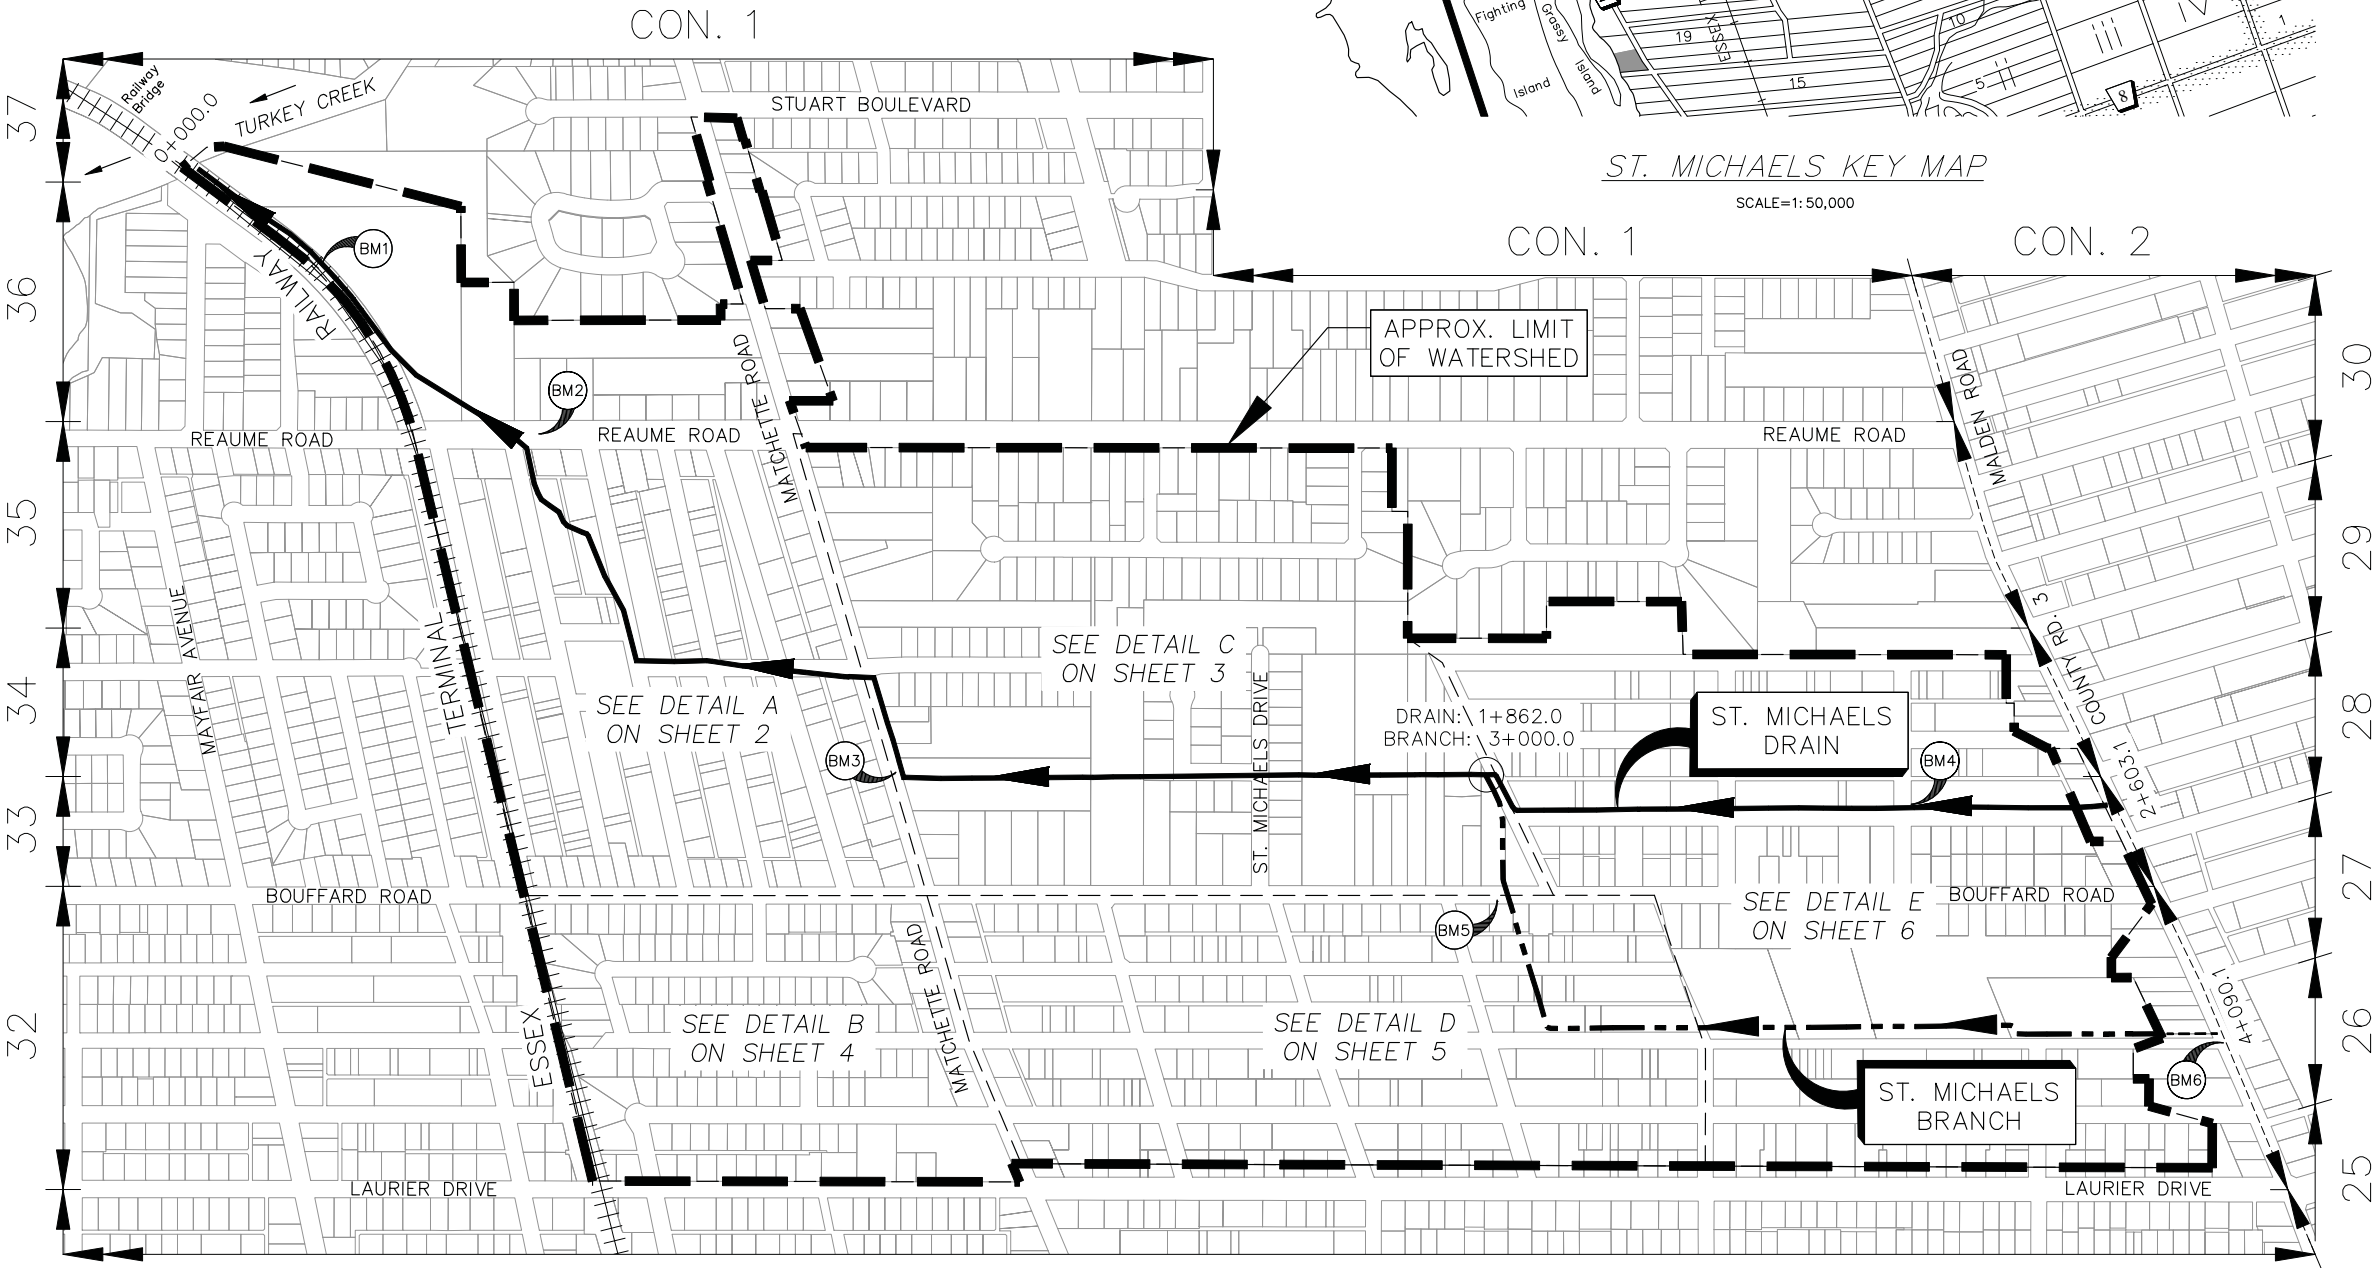 CON. 1
Fighting
Island
Grassy
Island
ESSEX
19
15
10
5
III
II
IV
1
8
ST. MICHAELS KEY MAP
SCALE=1:50,000
CON. 1
CON. 2
37
36
35
34
33
32
30
29
28
27
26
25
Railway
Bridge
0+000.0
TURKEY CREEK
STUART BOULEVARD
BM1
RAILWAY
BM2
MATCHETTE ROAD
APPROX. LIMIT
OF WATERSHED
MALDEN ROAD
REAUME ROAD
REAUME ROAD
REAUME ROAD
MAYFAIR AVENUE
TERMINAL
SEE DETAIL A
ON SHEET 2
SEE DETAIL C
ON SHEET 3
ST. MICHAELS DRIVE
BM3
DRAIN: 1+862.0
BRANCH: 3+000.0
ST. MICHAELS
DRAIN
BM4
COUNTY RD. 3
2+603.1
BOUFFARD ROAD
BM5
SEE DETAIL E
ON SHEET 6
BOUFFARD ROAD
ESSEX
SEE DETAIL B
ON SHEET 4
MATCHETTE ROAD
SEE DETAIL D
ON SHEET 5
4+090.1
BM6
ST. MICHAELS
BRANCH
LAURIER DRIVE
LAURIER DRIVE